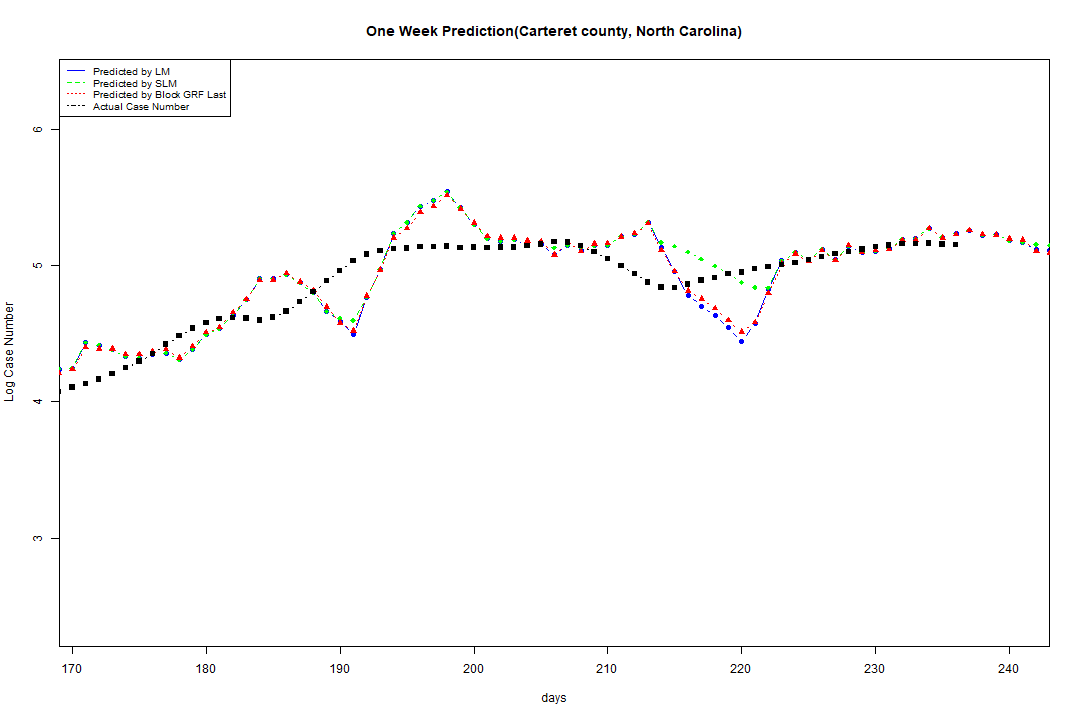 One Week Prediction(Carteret county, North Carolina)
Predicted by LM
Predicted by SLM
Predicted by Block GRF Last
Actual Case Number
6
5
4
3
Log Case Number
170 180 190 200 210 220 230 240
days